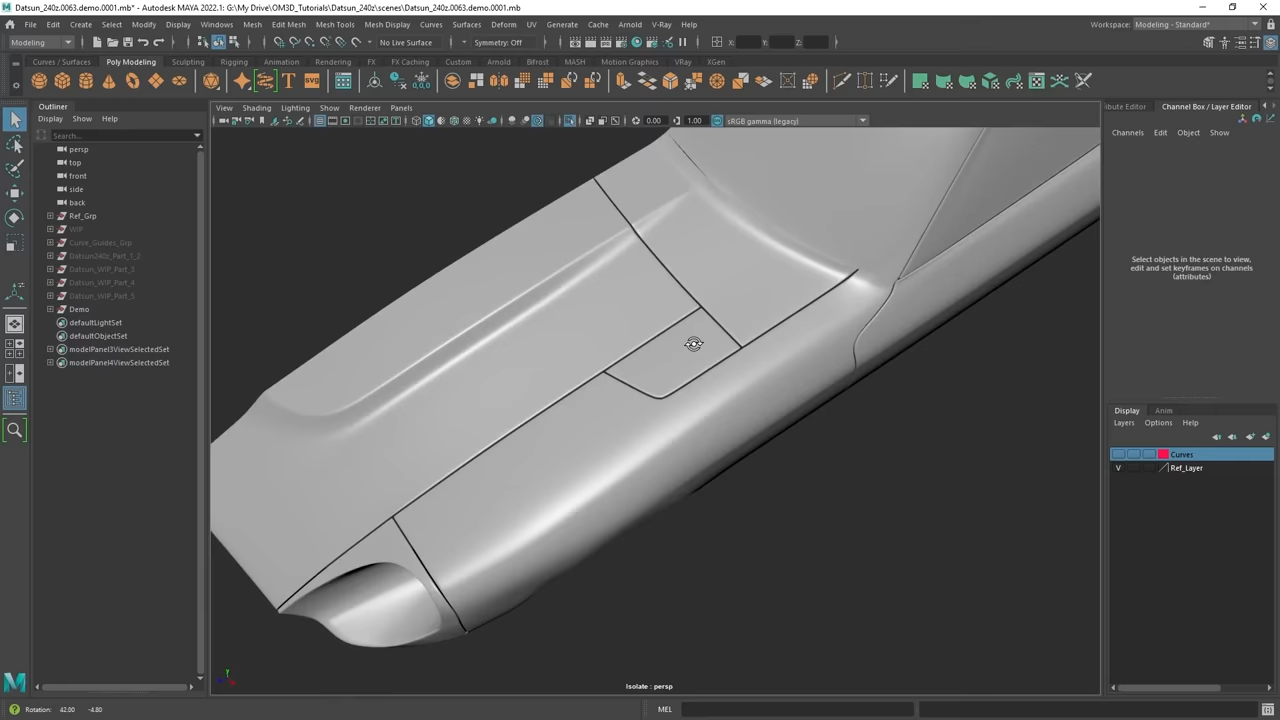 Datsun_240z.0063.demo.0001.mb* - Autodesk MAYA 2022.1: G:\My Drive\OM3D_Tutorials\Datsun_240z\scenes\Datsun_240z.0063.demo.0001.mb
File Edit Create Select Modify Display Windows Mesh Edit Mesh Mesh Tools Mesh Display Curves Surfaces Deform UV Generate Cache Arnold V-Ray Help
Workspace: Modeling - Standard*
Modeling No Live Surface Symmetry: Off X: Y: Z:
Curves / Surfaces Poly Modeling Sculpting Rigging Animation Rendering FX FX Caching Custom Arnold Bifrost MASH Motion Graphics VRay XGen
Outliner
Display Show Help
Search...
persp
top
front
side
back
Ref_Grp
WIP
Curve_Guides_Grp
Datsun240z_Part_1_2
Datsun_WIP_Part_3
Datsun_WIP_Part_4
Datsun_WIP_Part_5
Demo
defaultLightSet
defaultObjectSet
modelPanel3ViewSelectedSet
modelPanel4ViewSelectedSet
View Shading Lighting Show Renderer Panels
0.00 1.00 sRGB gamma (legacy)
Isolate : persp
bute Editor Channel Box / Layer Editor
Channels Edit Object Show
Select objects in the scene to view,
edit and set keyframes on channels
(attributes)
Display Anim
Layers Options Help
Curves
V Ref_Layer
Rotation: 42.00 -4.80 MEL